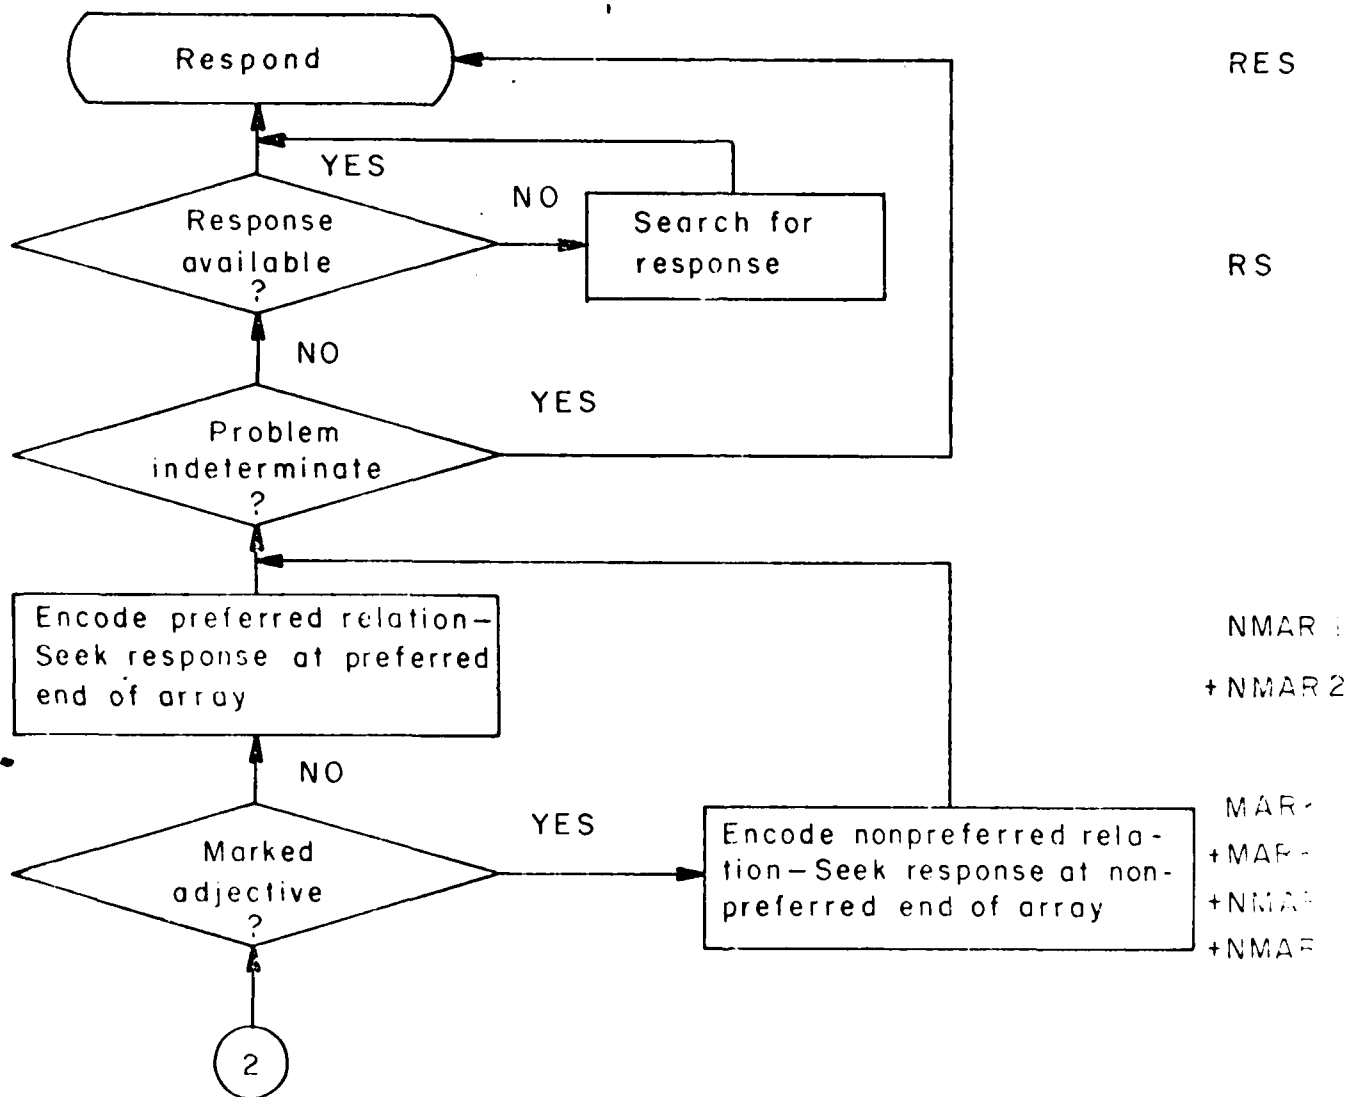 Respond
RES
YES
Response
available
?
NO
Search for
response
RS
NO
YES
Problem
indeterminate
?
Encode preferred relation—
Seek response at preferred
end of array
NMAR
+NMAR2
NO
YES
Marked
adjective
?
Encode nonpreferred rela-
tion—Seek response at non-
preferred end of array
MAR
+MAR
2